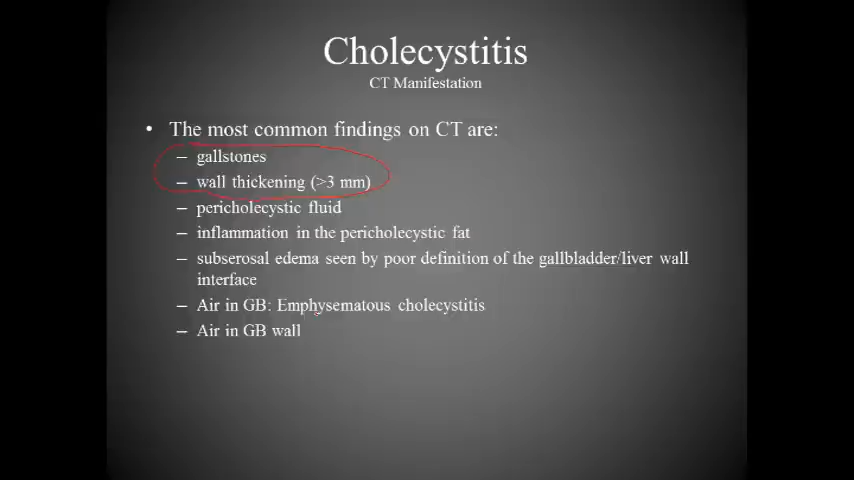 Cholecystitis
CT Manifestation
• The most common findings on CT are:
– gallstones
– wall thickening (>3 mm)
– pericholecystic fluid
– inflammation in the pericholecystic fat
– subserosal edema seen by poor definition of the gallbladder/liver wall
interface
– Air in GB: Emphysematous cholecystitis
– Air in GB wall